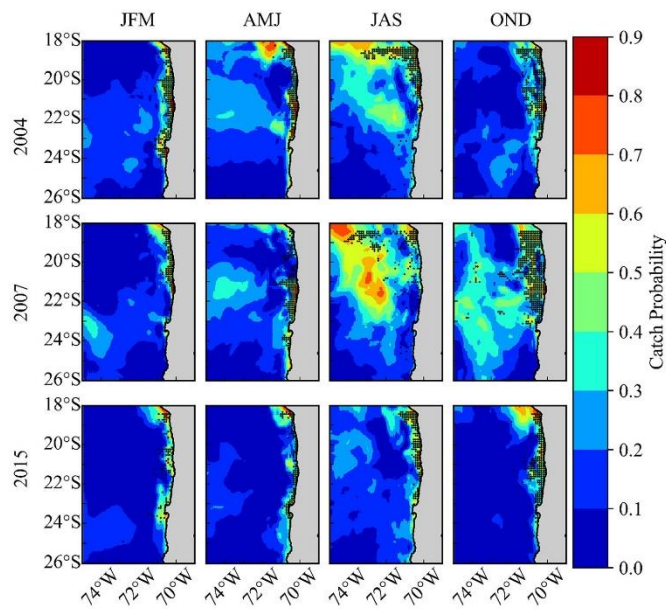 JFM AMJ JAS OND
18°S
20°S
22°S
24°S
26°S
2004
18°S
20°S
22°S
24°S
26°S
2007
18°S
20°S
22°S
24°S
26°S
2015
74°W 72°W 70°W 74°W 72°W 70°W 74°W 72°W 70°W 74°W 72°W 70°W
0.9
0.8
0.7
0.6
0.5
0.4
0.3
0.2
0.1
0.0
Catch Probability